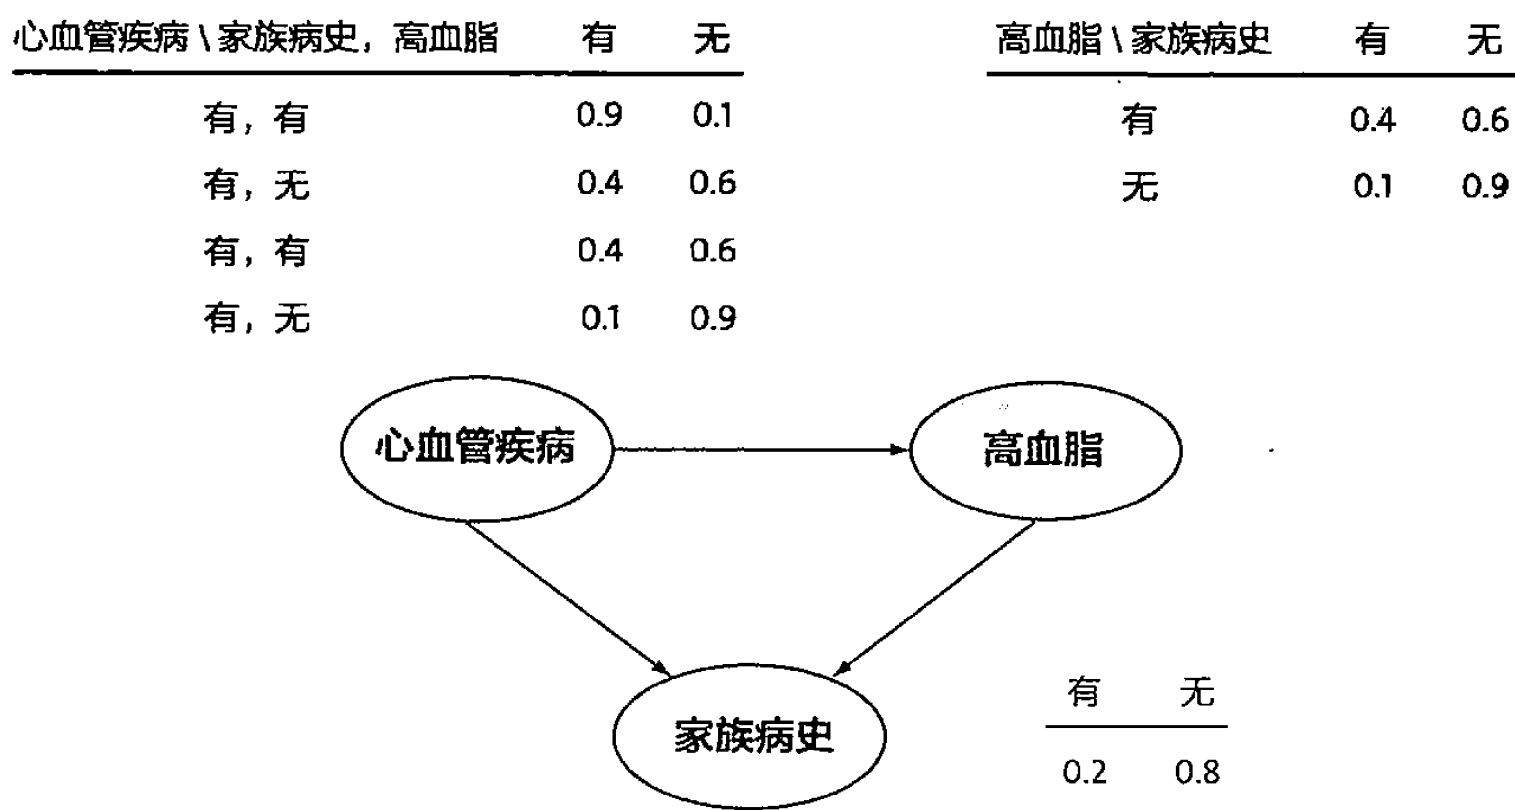 心血管疾病 \ 家族病史，高血脂 有 无
有，有 0.9 0.1
有，无 0.4 0.6
有，有 0.4 0.6
有，无 0.1 0.9
高血脂 \ 家族病史 有 无
有 0.4 0.6
无 0.1 0.9
心血管疾病
高血脂
家族病史
有 无
0.2 0.8